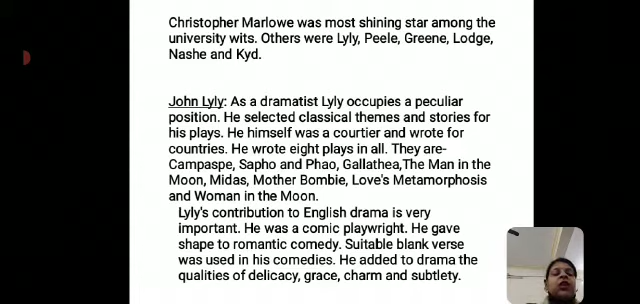 Christopher Marlowe was most shining star among the
university wits. Others were Lyly, Peele, Greene, Lodge,
Nashe and Kyd.
John Lyly: As a dramatist Lyly occupies a peculiar
position. He selected classical themes and stories for
his plays. He himself was a courtier and wrote for
countries. He wrote eight plays in all. They are-
Campaspe, Sapho and Phao, Gallathea,The Man in the
Moon, Midas, Mother Bombie, Love's Metamorphosis
and Woman in the Moon.
Lyly's contribution to English drama is very
important. He was a comic playwright. He gave
shape to romantic comedy. Suitable blank verse
was used in his comedies. He added to drama the
qualities of delicacy, grace, charm and subtlety.